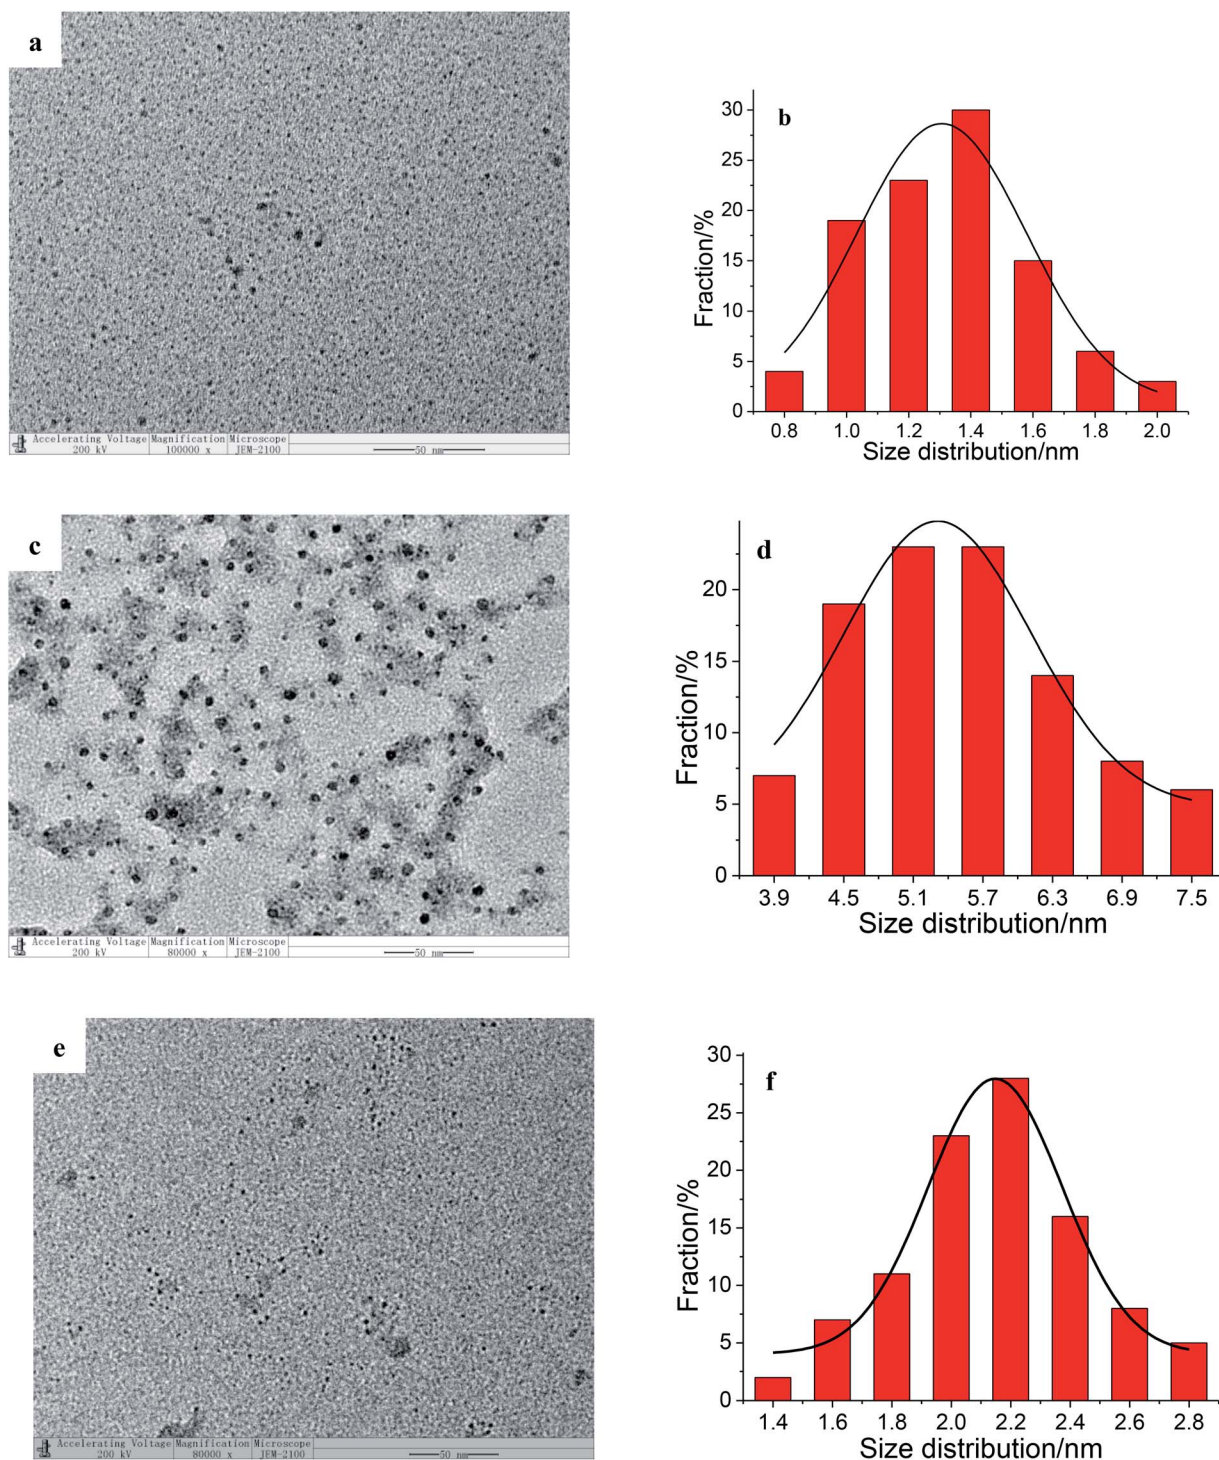 a
Accelerating Voltage Magnification Microscope
200 kV 100000 x JEM-2100 50 nm
b
Fraction/%
30
25
20
15
10
5
0
0.8 1.0 1.2 1.4 1.6 1.8 2.0
Size distribution/nm
c
Accelerating Voltage Magnification Microscope
200 kV 80000 x JEM-2100 50 nm
d
Fraction/%
20
15
10
5
0
3.9 4.5 5.1 5.7 6.3 6.9 7.5
Size distribution/nm
e
Accelerating Voltage Magnification Microscope
200 kV 80000 x JEM-2100 50 nm
f
Fraction/%
30
25
20
15
10
5
0
1.4 1.6 1.8 2.0 2.2 2.4 2.6 2.8
Size distribution/nm